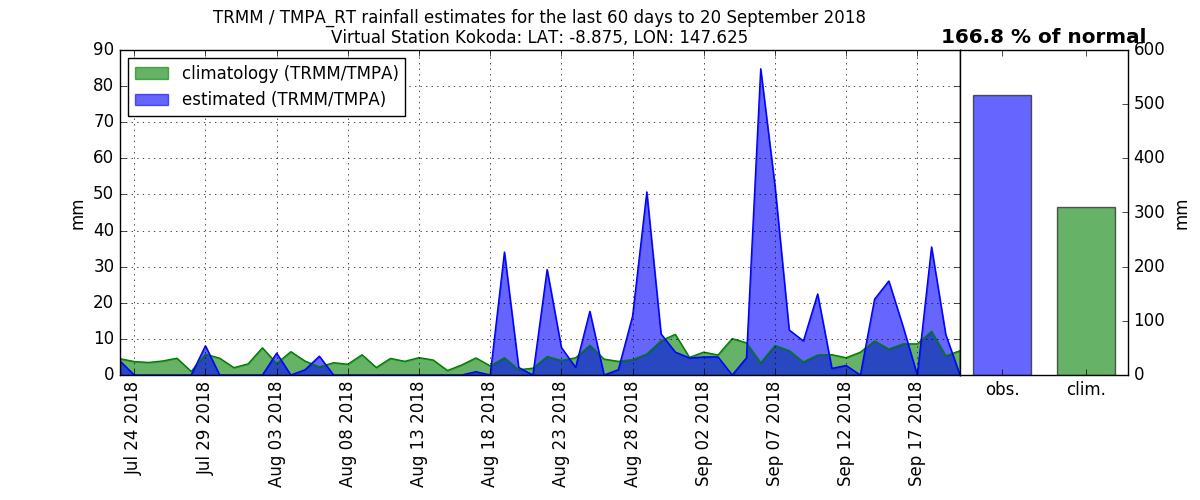 TRMM / TMPA_RT rainfall estimates for the last 60 days to 20 September 2018
Virtual Station Kokoda: LAT: -8.875, LON: 147.625
166.8 % of normal
climatology (TRMM/TMPA)
estimated (TRMM/TMPA)
mm
90
80
70
60
50
40
30
20
10
0
Jul 24 2018
Jul 29 2018
Aug 03 2018
Aug 08 2018
Aug 13 2018
Aug 18 2018
Aug 23 2018
Aug 28 2018
Sep 02 2018
Sep 07 2018
Sep 12 2018
Sep 17 2018
obs.
clim.
600
500
400
300
200
100
0
mm